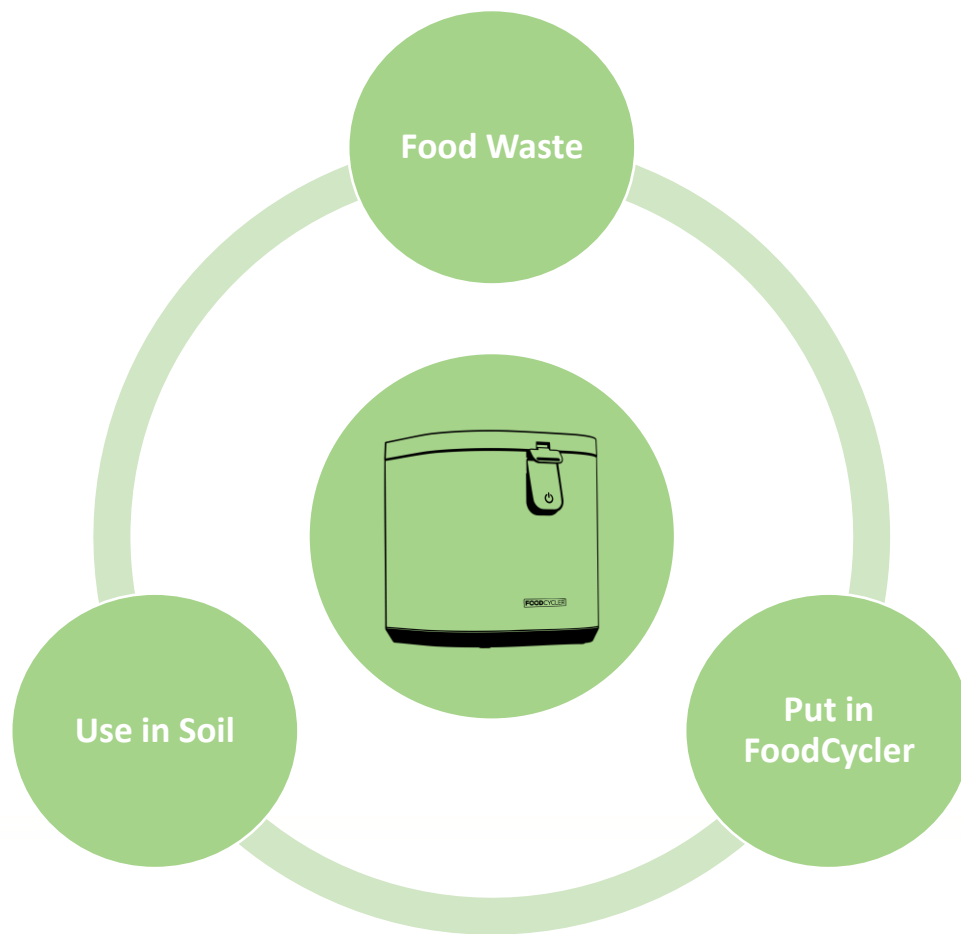 Food Waste
FOODCYCLER
Use in Soil
Put in
FoodCycler